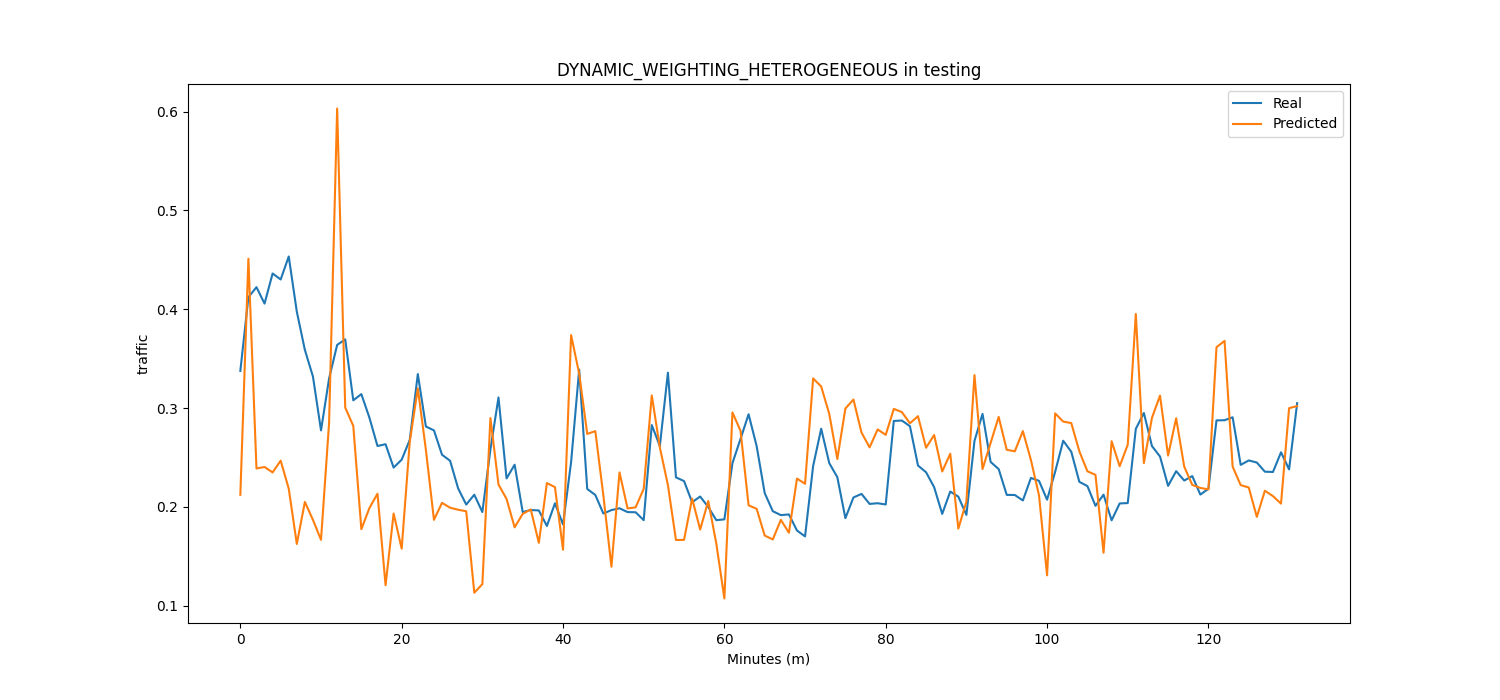 DYNAMIC_WEIGHTING_HETEROGENEOUS in testing
Real
Predicted
0.6
0.5
0.4
0.3
0.2
0.1
traffic
0 20 40 60 80 100 120
Minutes (m)